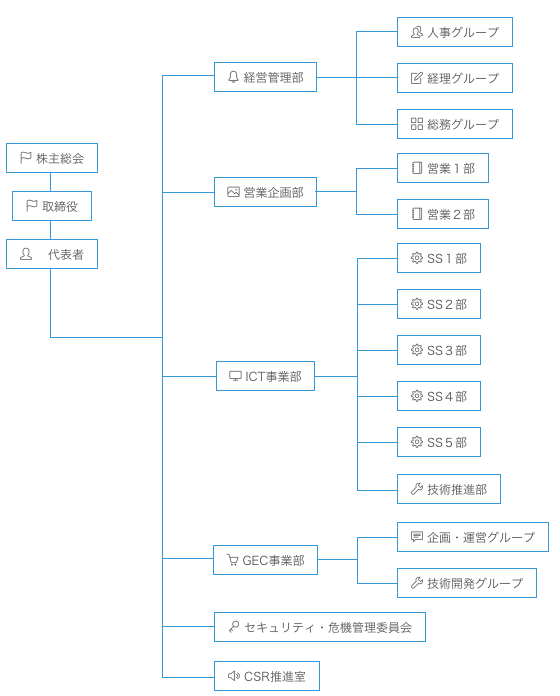 株主総会
取締役
代表者
経営管理部
人事グループ
経理グループ
総務グループ
営業企画部
営業１部
営業２部
ICT事業部
SS１部
SS２部
SS３部
SS４部
SS５部
技術推進部
GEC事業部
企画・運営グループ
技術開発グループ
セキュリティ・危機管理委員会
CSR推進室